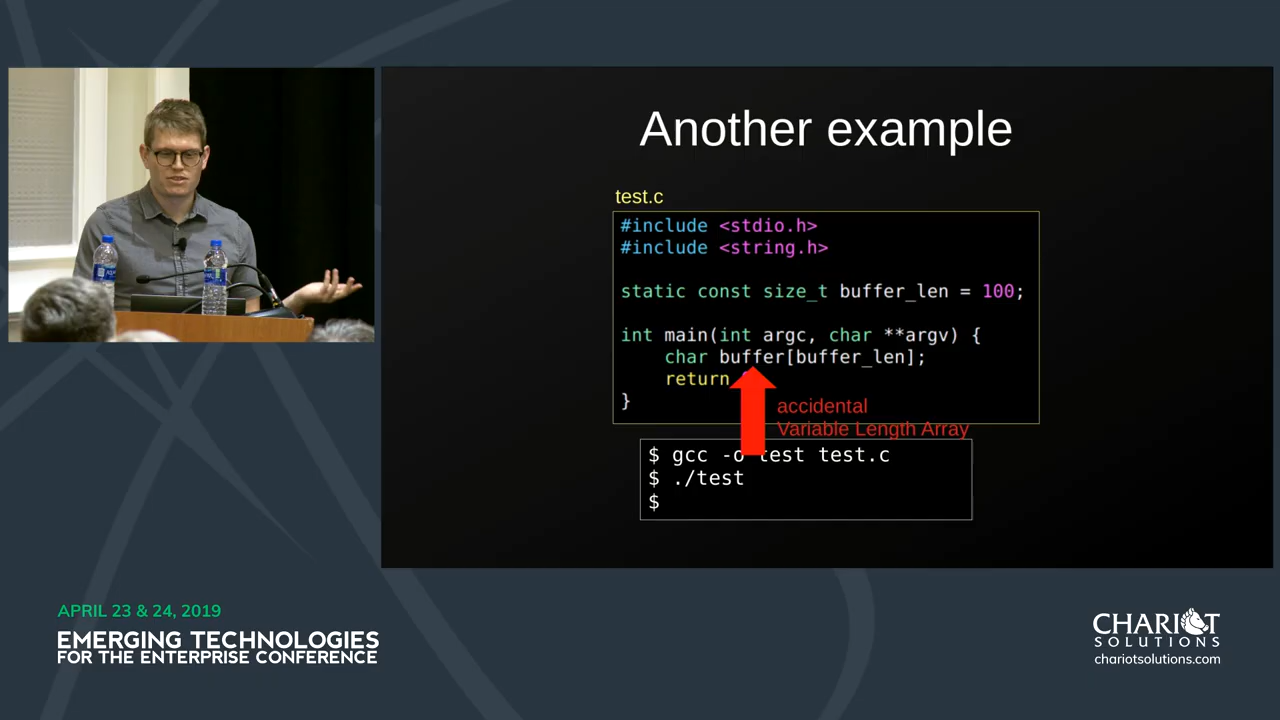 Another example
test.c
#include <stdio.h>
#include <string.h>
static const size_t buffer_len = 100;
int main(int argc, char **argv) {
char buffer[buffer_len];
return
}
accidental
Variable Length Array
$ gcc -o test test.c
$ ./test
$
APRIL 23 & 24, 2019
EMERGING TECHNOLOGIES
FOR THE ENTERPRISE CONFERENCE
CHARIOT
SOLUTIONS
chariotsolutions.com